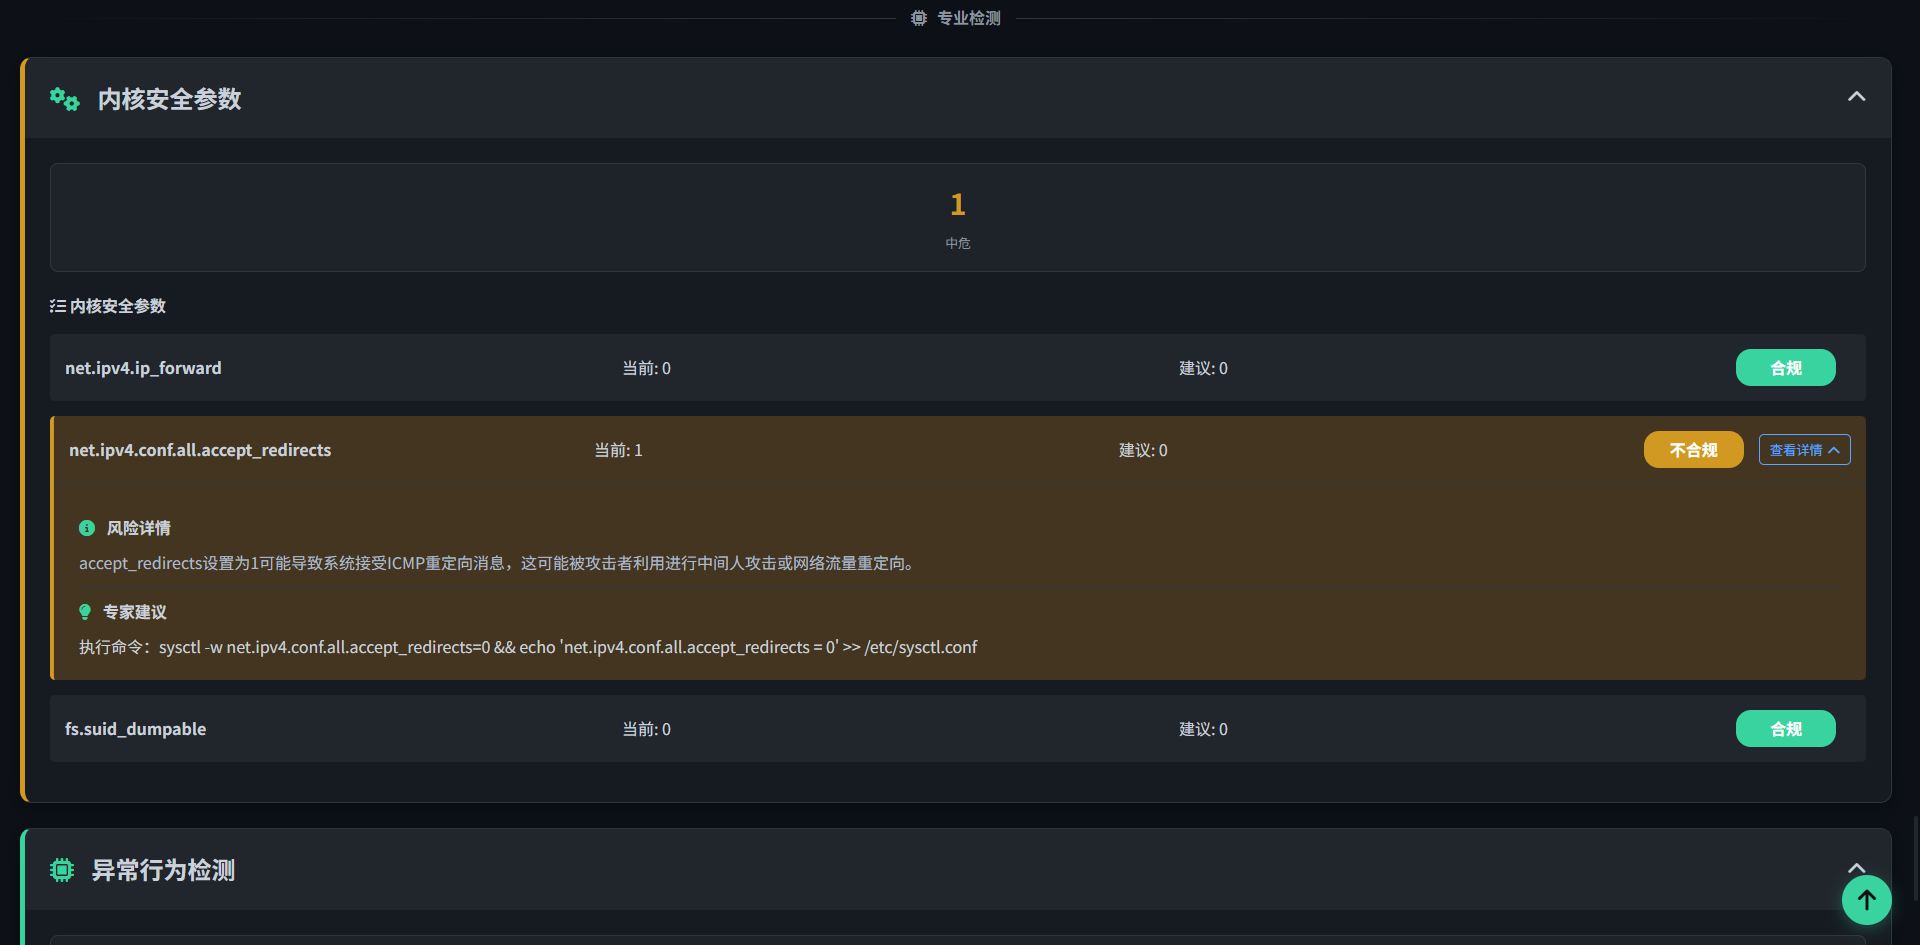 专业检测
内核安全参数
1
中危
内核安全参数
net.ipv4.ip_forward 当前: 0 建议: 0 合规
net.ipv4.conf.all.accept_redirects 当前: 1 建议: 0 不合规 查看详情
风险详情
accept_redirects设置为1可能导致系统接受ICMP重定向消息，这可能被攻击者利用进行中间人攻击或网络流量重定向。
专家建议
执行命令：sysctl -w net.ipv4.conf.all.accept_redirects=0 && echo 'net.ipv4.conf.all.accept_redirects = 0' >> /etc/sysctl.conf
fs.suid_dumpable 当前: 0 建议: 0 合规
异常行为检测